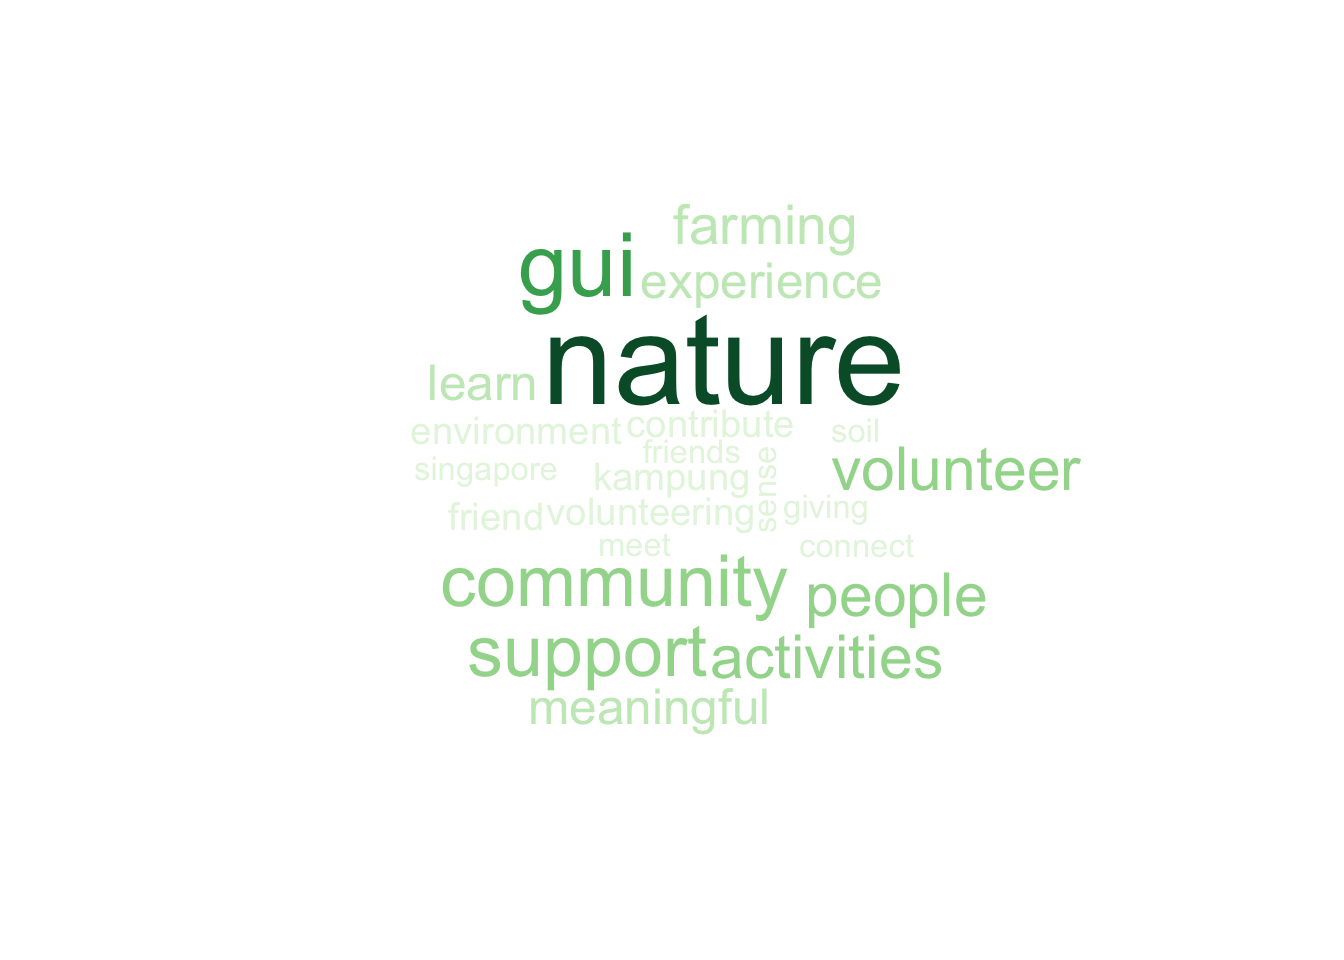 farming
gui experience
nature
learn
environment contribute soil
friends
singapore kampung sense volunteer
friend volunteering giving
meet connect
community people
support activities
meaningful